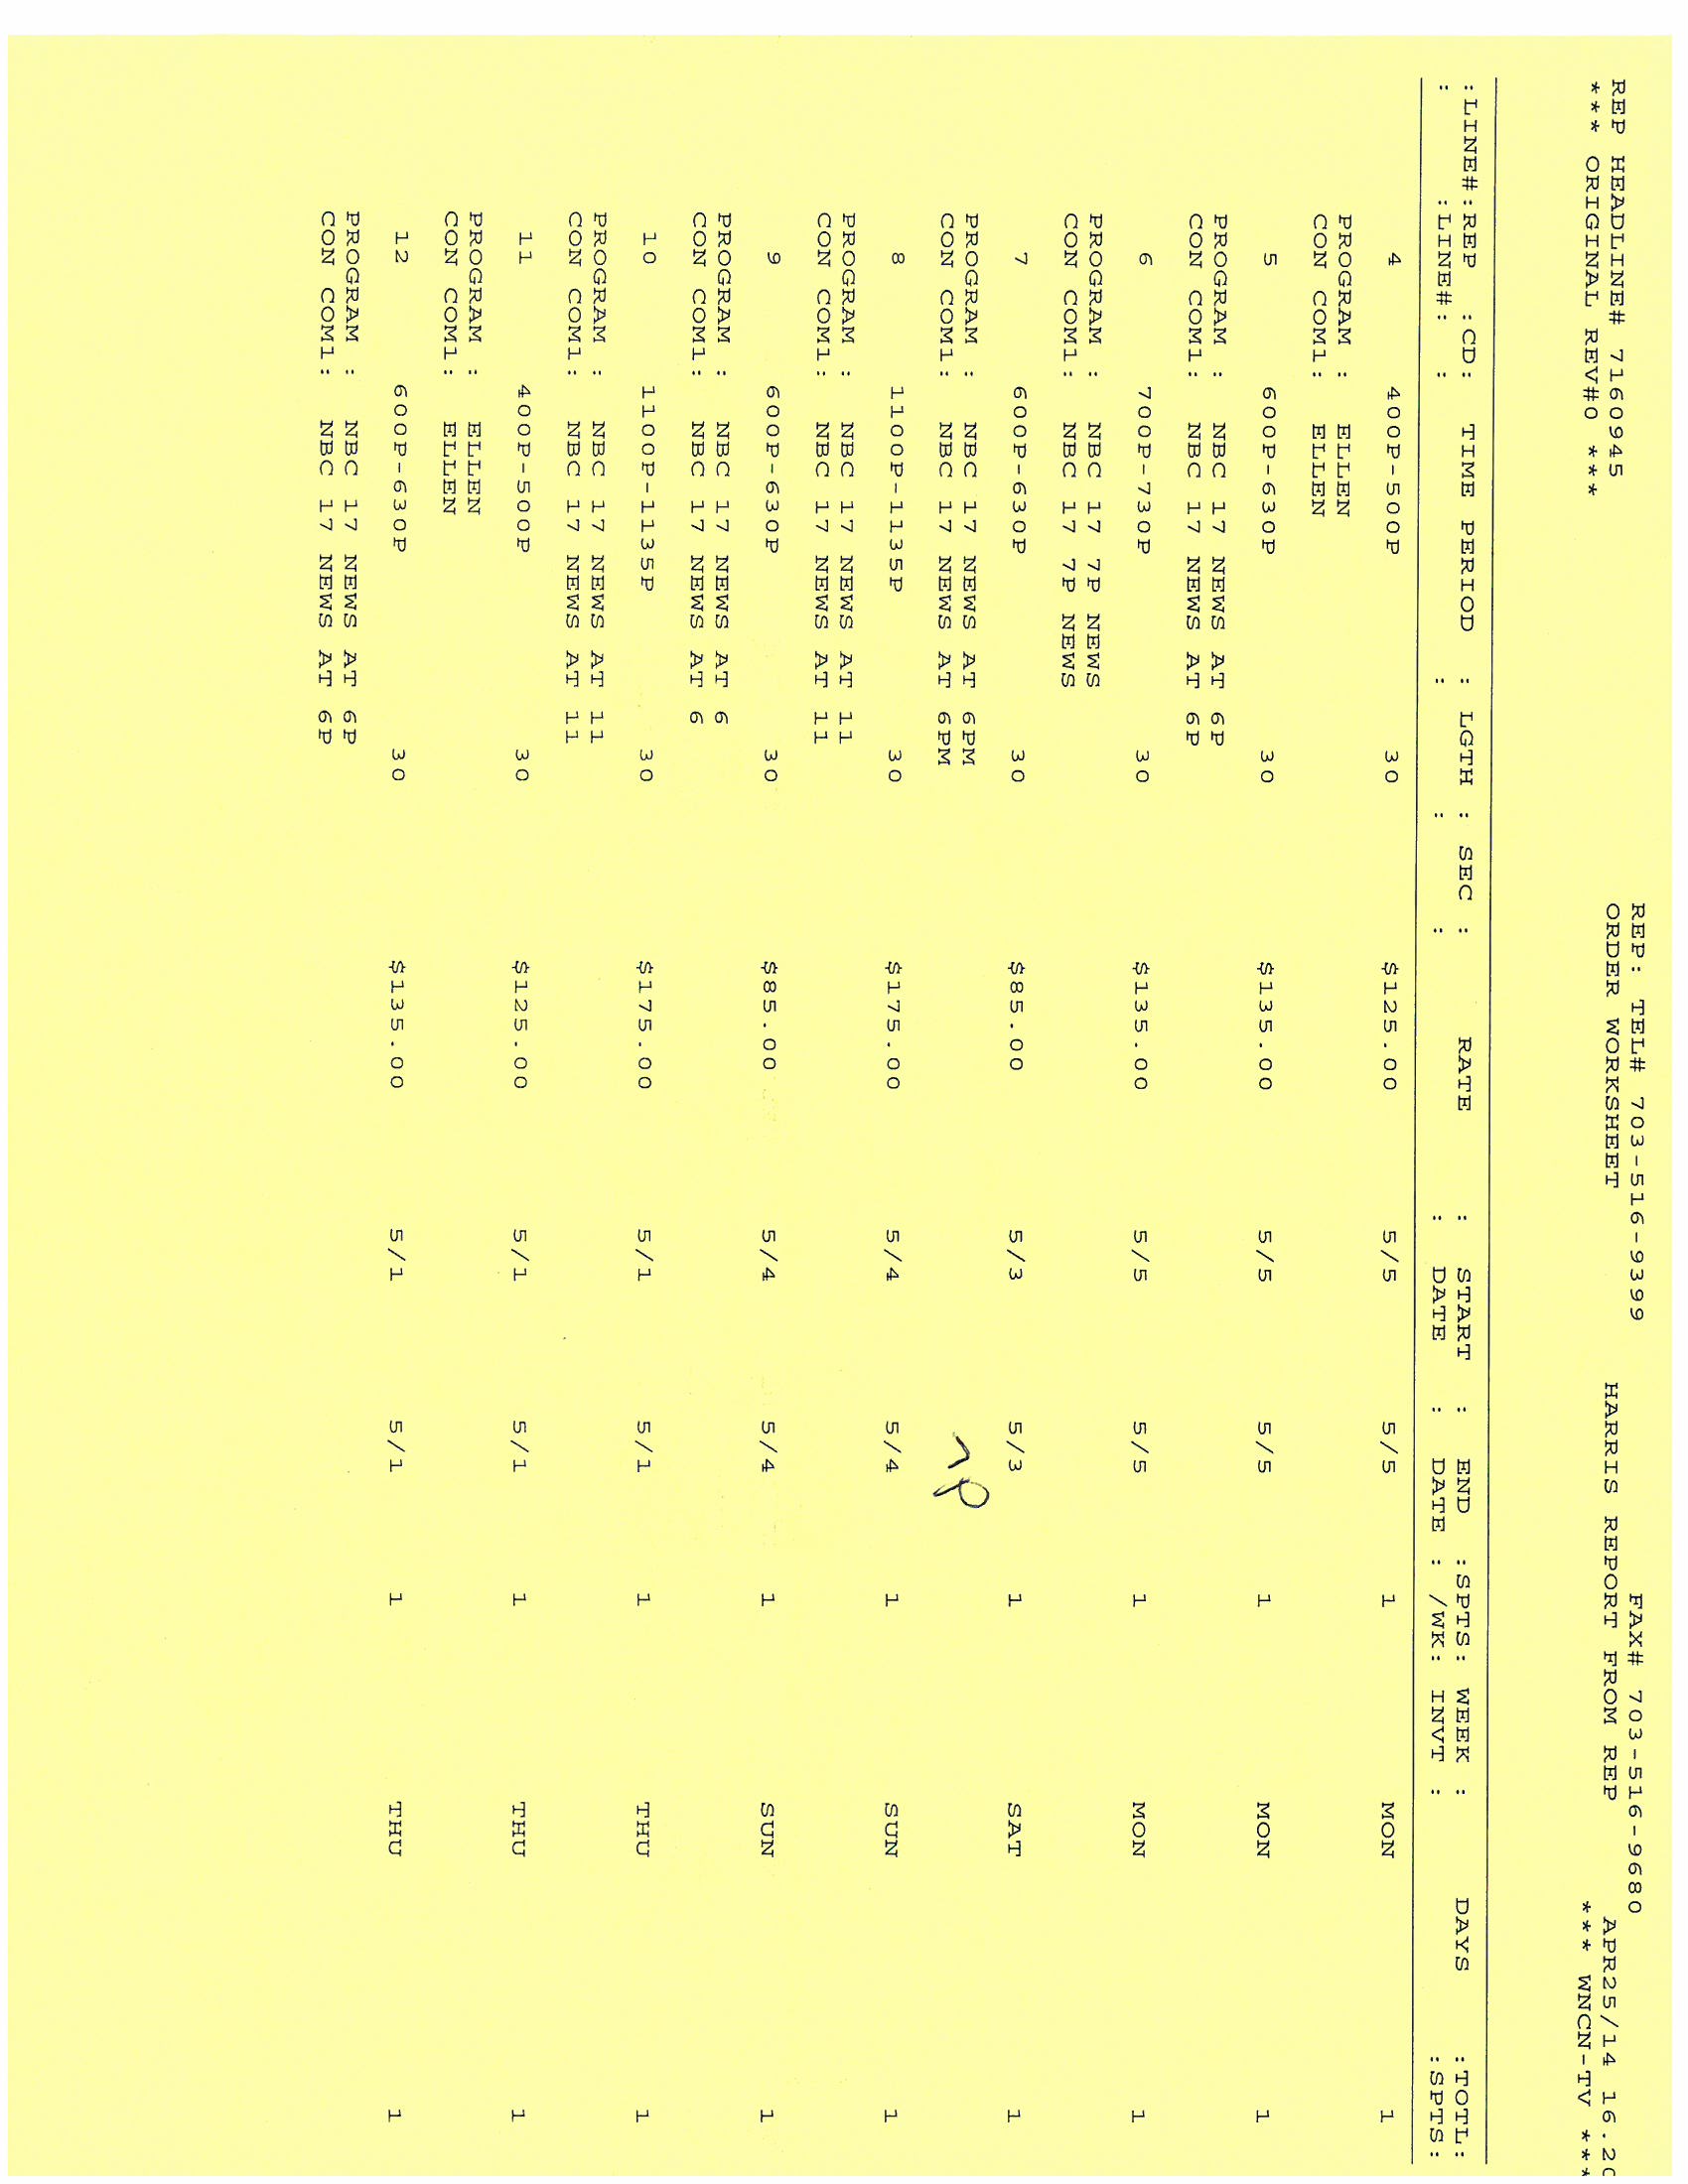 REP: TEL# 703-516-9399 FAX# 703-516-9680
REP HEADLINE# 7160945 ORDER WORKSHEET HARRIS REPORT FROM REP APR25/14 16.20
*** ORIGINAL REV#0 *** *** WNCN-TV ***
:LINE#:REP :CD: TIME PERIOD : LGTH : SEC : RATE : START : END :SPTS: WEEK : DAYS :TOTL:
: :LINE#: : : : : : DATE : DATE : /WK: INVT : :SPTS:
4 400P-500P 30 $125.00 5/5 5/5 1 MON 1
PROGRAM : ELLEN
CON COM1: ELLEN
5 600P-630P 30 $135.00 5/5 5/5 1 MON 1
PROGRAM : NBC 17 NEWS AT 6P
CON COM1: NBC 17 NEWS AT 6P
6 700P-730P 30 $135.00 5/5 5/5 1 MON 1
PROGRAM : NBC 17 7P NEWS
CON COM1: NBC 17 7P NEWS
7 600P-630P 30 $85.00 5/3 5/3 1 SAT 1
PROGRAM : NBC 17 NEWS AT 6PM
CON COM1: NBC 17 NEWS AT 6PM
8 1100P-1135P 30 $175.00 5/4 5/4 1 SUN 1
PROGRAM : NBC 17 NEWS AT 11
CON COM1: NBC 17 NEWS AT 11
9 600P-630P 30 $85.00 5/4 5/4 1 SUN 1
PROGRAM : NBC 17 NEWS AT 6
CON COM1: NBC 17 NEWS AT 6
10 1100P-1135P 30 $175.00 5/1 5/1 1 THU 1
PROGRAM : NBC 17 NEWS AT 11
CON COM1: NBC 17 NEWS AT 11
11 400P-500P 30 $125.00 5/1 5/1 1 THU 1
PROGRAM : ELLEN
CON COM1: ELLEN
12 600P-630P 30 $135.00 5/1 5/1 1 THU 1
PROGRAM : NBC 17 NEWS AT 6P
CON COM1: NBC 17 NEWS AT 6P